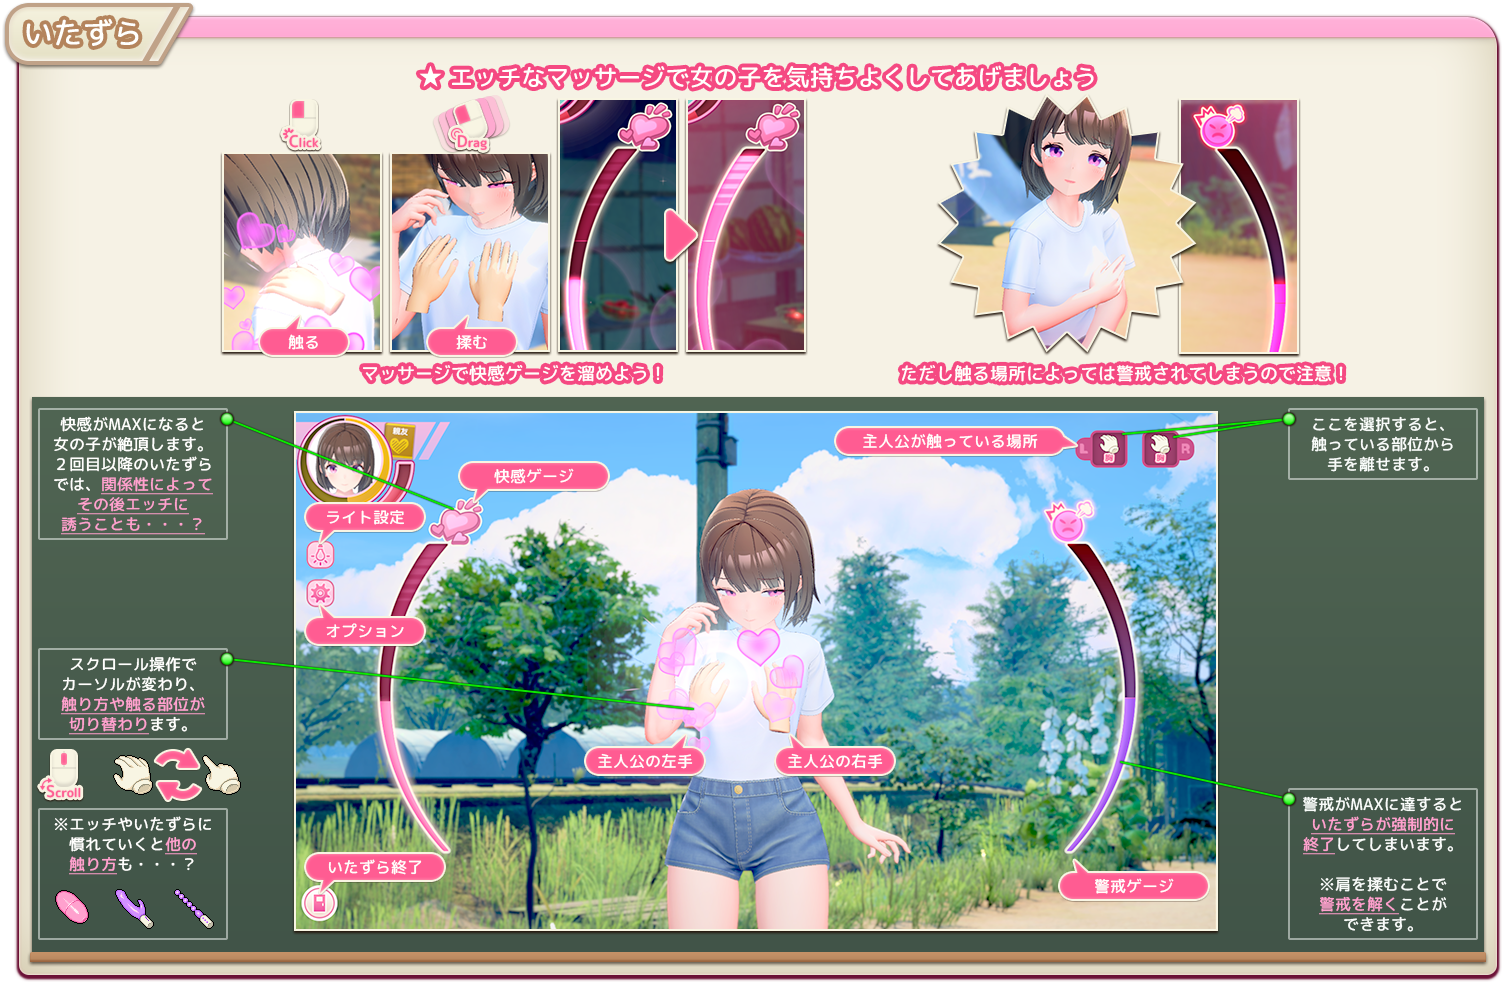 いたずら
★ エッチなマッサージで女の子を気持ちよくしてあげましょう
Click
Drag
触る
揉む
マッサージで快感ゲージを溜めよう！
ただし触る場所によっては警戒されてしまうので注意！
快感がMAXになると
女の子が絶頂します。
２回目以降のいたずら
では、関係性によって
その後エッチに
誘うことも・・・？
スクロール操作で
カーソルが変わり、
触り方や触る部位が
切り替わります。
Scroll
※エッチやいたずらに
慣れていくと他の
触り方も・・・？
親友
快感ゲージ
ライト設定
オプション
いたずら終了
主人公が触っている場所
L
胸
胸
R
主人公の左手
主人公の右手
警戒ゲージ
ここを選択すると、
触っている部位から
手を離せます。
警戒がMAXに達すると
いたずらが強制的に
終了してしまいます。
※肩を揉むことで
警戒を解くことが
できます。